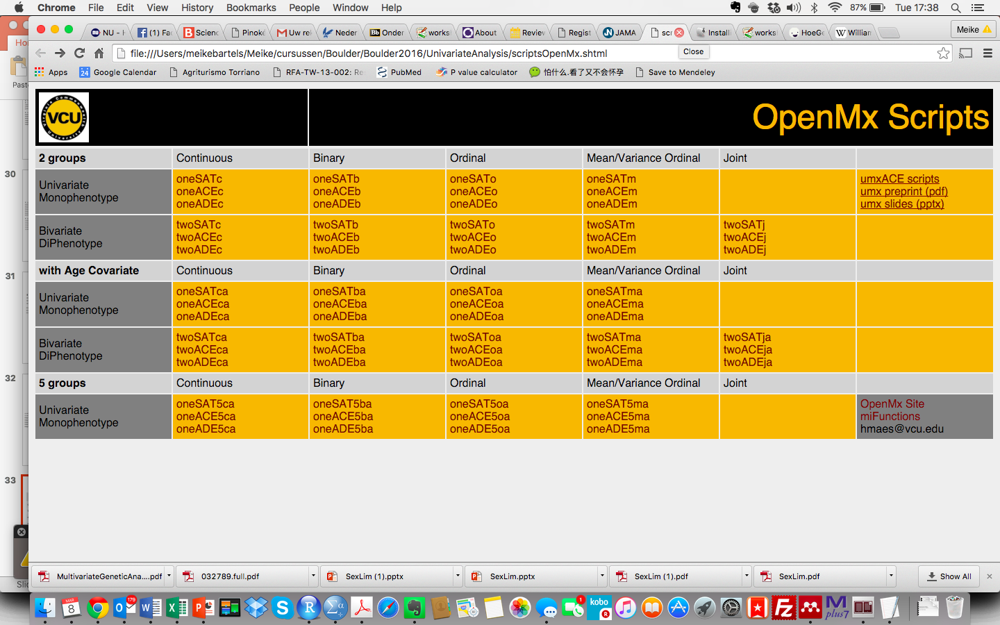 Chrome File Edit View History Bookmarks People Window Help 87% Tue 17:38
NU - H (1) Fac Scienc Pinok Uw rel Neder Onder works About Review Regist JAMA scr Installi works HoeGo William Meike
file:///Users/meikebartels/Meike/cursussen/Boulder/Boulder2016/UnivariateAnalysis/scriptsOpenMx.shtml
Close
Apps Google Calendar Agriturismo Torriano RFA-TW-13-002: Re PubMed P value calculator 怕什么.看了又不会怀孕 Save to Mendeley
Past
VCU
OpenMx Scripts
2 groups Continuous Binary Ordinal Mean/Variance Ordinal Joint
Univariate Monophenotype
oneSATc oneSATb oneSATo oneSATm umxACE scripts
oneACEc oneACEb oneACEo oneACEm umx preprint (pdf)
oneADEc oneADEb oneADEo oneADEm umx slides (pptx)
Bivariate DiPhenotype
twoSATc twoSATb twoSATo twoSATm twoSATj
twoACEc twoACEb twoACEo twoACEm twoACEj
twoADEc twoADEb twoADEo twoADEm twoADEj
with Age Covariate Continuous Binary Ordinal Mean/Variance Ordinal Joint
Univariate Monophenotype
oneSATca oneSATba oneSAToa oneSATma
oneACEca oneACEba oneACEoa oneACEma
oneADEca oneADEba oneADEoa oneADEma
Bivariate DiPhenotype
twoSATca twoSATba twoSAToa twoSATma twoSATja
twoACEca twoACEba twoACEoa twoACEma twoACEja
twoADEca twoADEba twoADEoa twoADEma twoADEja
5 groups Continuous Binary Ordinal Mean/Variance Ordinal Joint
Univariate Monophenotype
oneSAT5ca oneSAT5ba oneSAT5oa oneSAT5ma OpenMx Site
oneACE5ca oneACE5ba oneACE5oa oneACE5ma miFunctions
oneADE5ca oneADE5ba oneADE5oa oneADE5ma hmaes@vcu.edu
30
31
32
33
MultivariateGeneticAna....pdf 032789.full.pdf SexLim (1).pptx SexLim.pptx SexLim (1).pdf SexLim.pdf Show All
Slid
MAR 8 179 1 kobo Mplus7